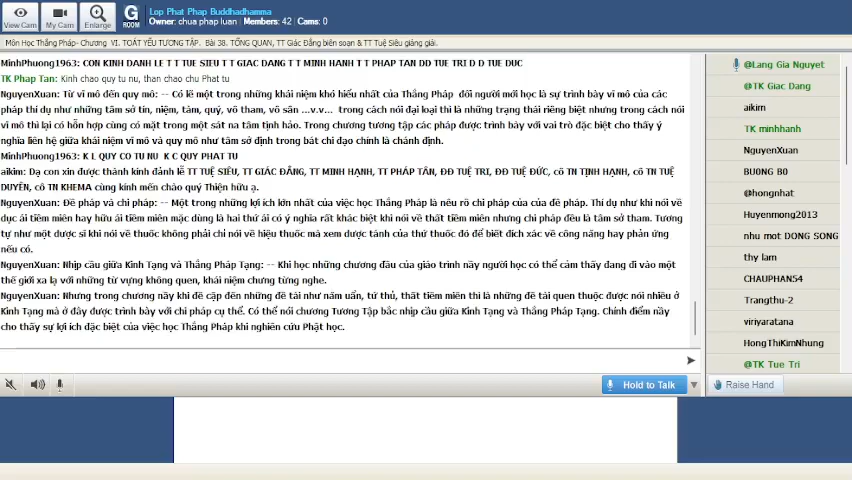 Lop Phat Phap Buddhadhamma
Owner: chua phap luan | Members: 42 | Cams: 0
View Cam
My Cam
Enlarge
G
ROOM
Môn Học Thắng Pháp- Chương VI. TOÁT YẾU TƯƠNG TẬP. Bài 38. TỔNG QUAN, TT Giác Đẳng biên soạn & TT Tuệ Siêu giảng giải.
MinhPhuong1963: CON KINH DANH LE T T TUE SIEU T T GIAC DANG T T MINH HANH T T PHAP TAN DD TUE TRI D D TUE DUC
TK Phap Tan: Kinh chao quy tu nu, than chao chu Phat tu
NguyenXuan: Từ vĩ mô đến quy mô: -- Có lẽ một trong những khái niệm khó hiểu nhất của Thắng Pháp đối người mới học là sự trình bày vĩ mô của các
pháp thí dụ như những tâm sở tín, niệm, tàm, quý, vô tham, vô sân ...v.v... trong cách nói đại loại thì là những trạng thái riêng biệt nhưng trong cách nói
vĩ mô thì lại có hỗn hợp cùng có mặt trong một sát na tâm tịnh hảo. Trong chương tương tập các pháp được trình bày với vai trò đặc biệt cho thấy ý
nghĩa liên hệ giữa khái niệm vĩ mô và quy mô như tâm sở định trong bát chi đạo chính là chánh định.
MinhPhuong1963: K L QUY CO TU NU K C QUY PHAT TU
aikim: Dạ con xin được thành kính đảnh lễ TT TUỆ SIÊU, TT GIÁC ĐẲNG, TT MINH HẠNH, TT PHÁP TÂN, ĐĐ TUỆ TRI, ĐĐ TUỆ ĐỨC, cô TN TỊNH HẠNH, cô TN TUỆ
DUYÊN, cô TN KHEMA cùng kính mến chào quý Thiện hữu ạ.
NguyenXuan: Đề pháp và chi pháp: -- Một trong những lợi ích lớn nhất của việc học Thắng Pháp là nêu rõ chi pháp của của đề pháp. Thí dụ như khi nói về
dục ái tiềm miên hay hữu ái tiềm miên mặc dùng là hai thứ ái có ý nghĩa rất khác biệt khi nói về thất tiềm miên nhưng chi pháp đều là tâm sở tham. Tương
tự như một dược sĩ khi nói về thuốc không phải chỉ nói về hiệu thuốc mà xem dược tánh của thứ thuốc đó để biết đích xác về công năng hay phản ứng
nếu có.
NguyenXuan: Nhịp cầu giữa Kinh Tạng và Thắng Pháp Tạng: -- Khi học những chương đầu của giáo trình này người học có thể cảm thấy đang đi vào một
thế giới xa lạ với những từ vựng không quen, khái niệm chừng từng nghe.
NguyenXuan: Nhưng trong chương này khi đề cập đến những đề tài như năm uẩn, tứ thủ, thất tiềm miên thì là những đề tài quen thuộc được nói nhiều ở
Kinh Tạng mà ở đây được trình bày với chi pháp cụ thể. Có thể nói chương Tương Tập bắc nhịp cầu giữa Kinh Tạng và Thắng Pháp Tạng. Chính điểm nầy
cho thấy sự lợi ích đặc biệt của việc học Thắng Pháp khi nghiên cứu Phật học.
Hold to Talk
@Lang Gia Nguyet
@TK Giac Dang
aikim
TK minhhanh
NguyenXuan
BUONG B0
@hongnhat
Huyenmong2013
nhu mot DONG SONG
thy lam
CHAUPHAN54
Trangthu-2
viriyaratana
HongThiKimNhung
@TK Tue Tri
Raise Hand